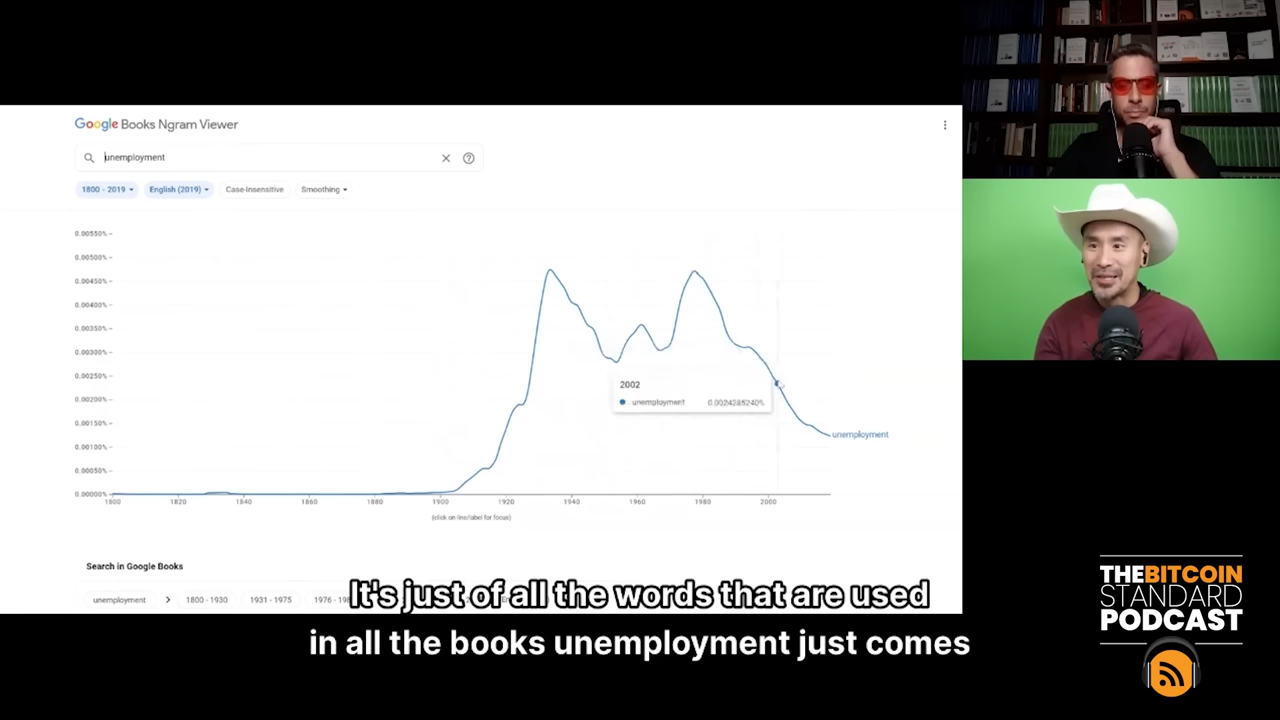 Google Books Ngram Viewer
unemployment
1800 - 2019
English (2019)
Case-Insensitive
Smoothing
0.00550%
0.00500%
0.00450%
0.00400%
0.00350%
0.00300%
0.00250%
0.00200%
0.00150%
0.00100%
0.00050%
0.00000%
2002
unemployment
unemployment
1800 1820 1840 1860 1880 1900 1920 1940 1960 1980 2000
(click on line/label for focus)
Search in Google Books
unemployment 1800 - 1930 1931 - 1975
It's just of all the words that are used
in all the books unemployment just comes
THE BITCOIN
STANDARD
PODCAST